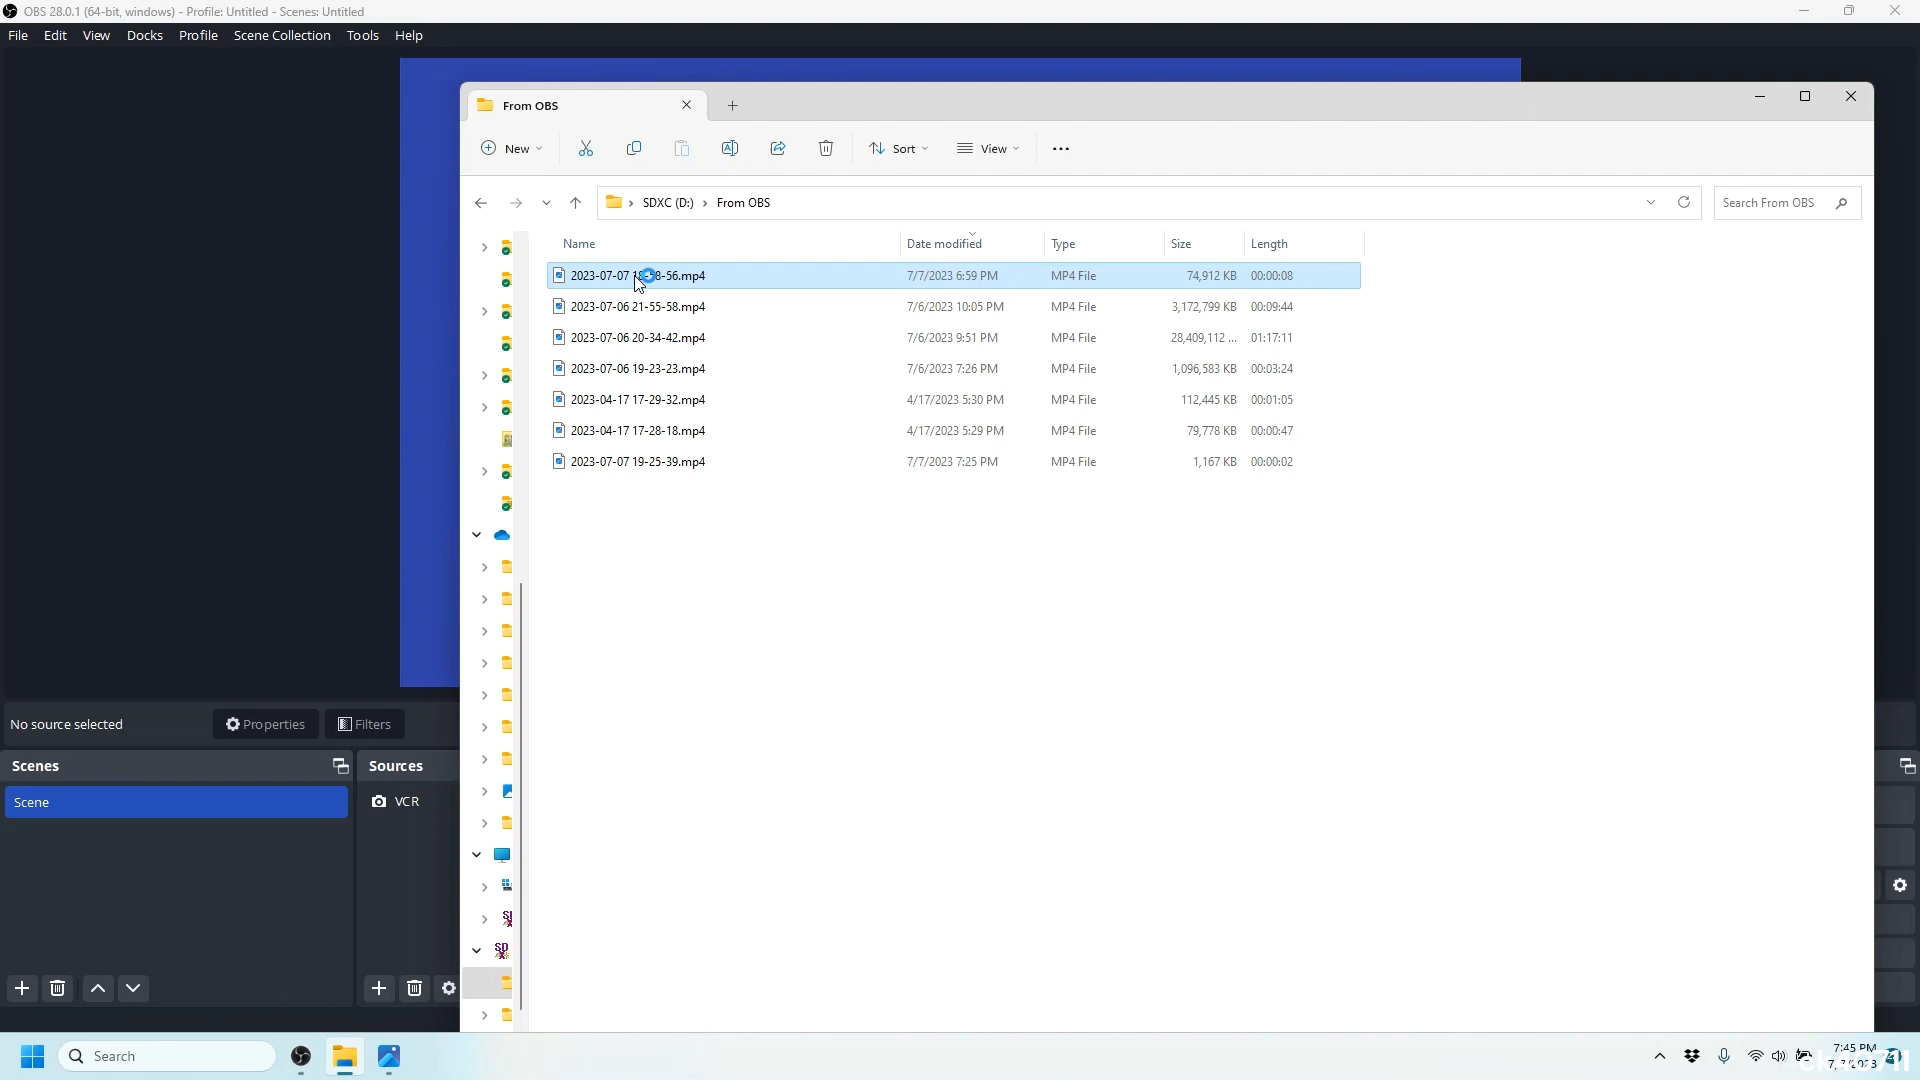 OBS 28.0.1 (64-bit, windows) - Profile: Untitled - Scenes: Untitled
File Edit View Docks Profile Scene Collection Tools Help
From OBS
New Sort View
SDXC (D:) From OBS Search From OBS
Name Date modified Type Size Length
2023-07-07 18-58-56.mp4 7/7/2023 6:59 PM MP4 File 74,912 KB 00:00:08
2023-07-06 21-55-58.mp4 7/6/2023 10:05 PM MP4 File 3,172,799 KB 00:09:44
2023-07-06 20-34-42.mp4 7/6/2023 9:51 PM MP4 File 28,409,112 ... 01:17:11
2023-07-06 19-23-23.mp4 7/6/2023 7:26 PM MP4 File 1,096,583 KB 00:03:24
2023-04-17 17-29-32.mp4 4/17/2023 5:30 PM MP4 File 112,445 KB 00:01:05
2023-04-17 17-28-18.mp4 4/17/2023 5:29 PM MP4 File 79,778 KB 00:00:47
2023-07-07 19-25-39.mp4 7/7/2023 7:25 PM MP4 File 1,167 KB 00:00:02
No source selected Properties Filters
Scenes Sources
Scene VCR
SD
Search
7:45 PM